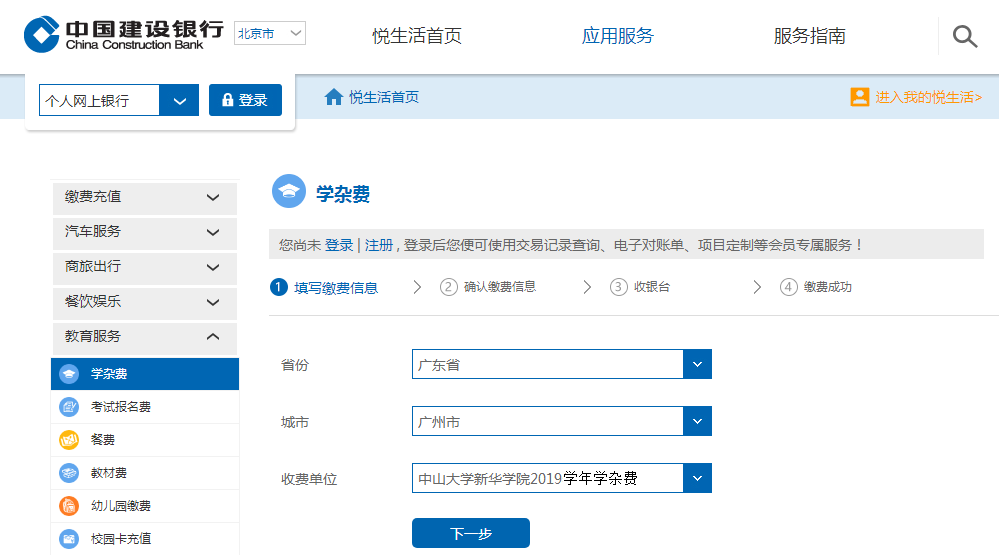 中国建设银行
China Construction Bank
北京市
悦生活首页
应用服务
服务指南
个人网上银行
登录
悦生活首页
进入我的悦生活>
缴费充值
汽车服务
商旅出行
餐饮娱乐
教育服务
学杂费
考试报名费
餐费
教材费
幼儿园缴费
校园卡充值
学杂费
您尚未 登录 | 注册 , 登录后您便可使用交易记录查询、电子对账单、项目定制等会员专属服务！
1 填写缴费信息
2 确认缴费信息
3 收银台
4 缴费成功
省份 广东省
城市 广州市
收费单位 中山大学新华学院2019学年学杂费
下一步